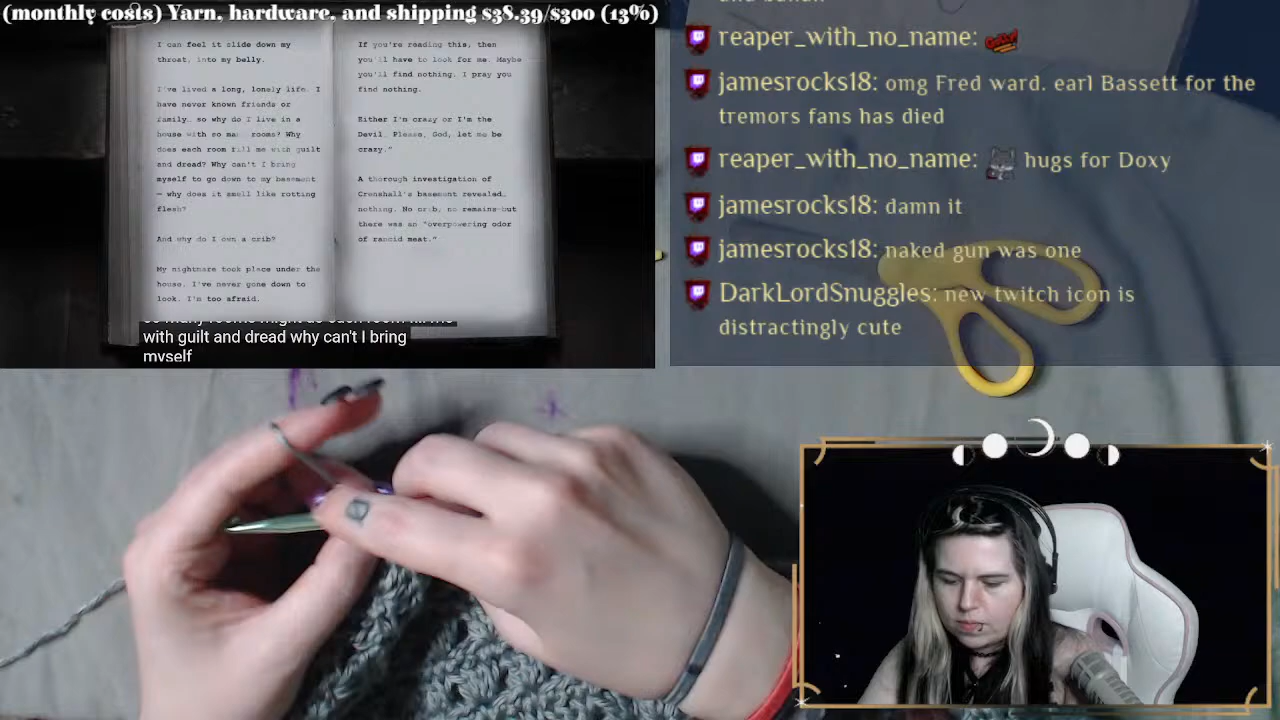 (monthly costs) Yarn, hardware, and shipping $38.39/$300 (13%)
I can feel it slide down my
throat, into my belly.
I've lived a long, lonely life. I
have never known friends or
family… so why do I live in a
house with so many rooms? Why
does each room fill me with guilt
and dread? Why can't I bring
myself to go down to my basement
— why does it smell like rotting
flesh?
And why do I own a crib?
My nightmare took place under the
house. I've never gone down to
look. I'm too afraid.
If you're reading this, then
you'll have to look for me. Maybe
you'll find nothing. I pray you
find nothing.
Either I'm crazy or I'm the
Devil. Please, God, let me be
crazy."
A thorough investigation of
Crenshall's basement revealed…
nothing. No crib, no remains—but
there was an "overpowering odor
of rancid meat."
with guilt and dread why can't I bring
myself
reaper_with_no_name:
jamesrocks18: omg Fred ward. earl Bassett for the
tremors fans has died
reaper_with_no_name: hugs for Doxy
jamesrocks18: damn it
jamesrocks18: naked gun was one
DarkLordSnuggles: new twitch icon is
distractingly cute